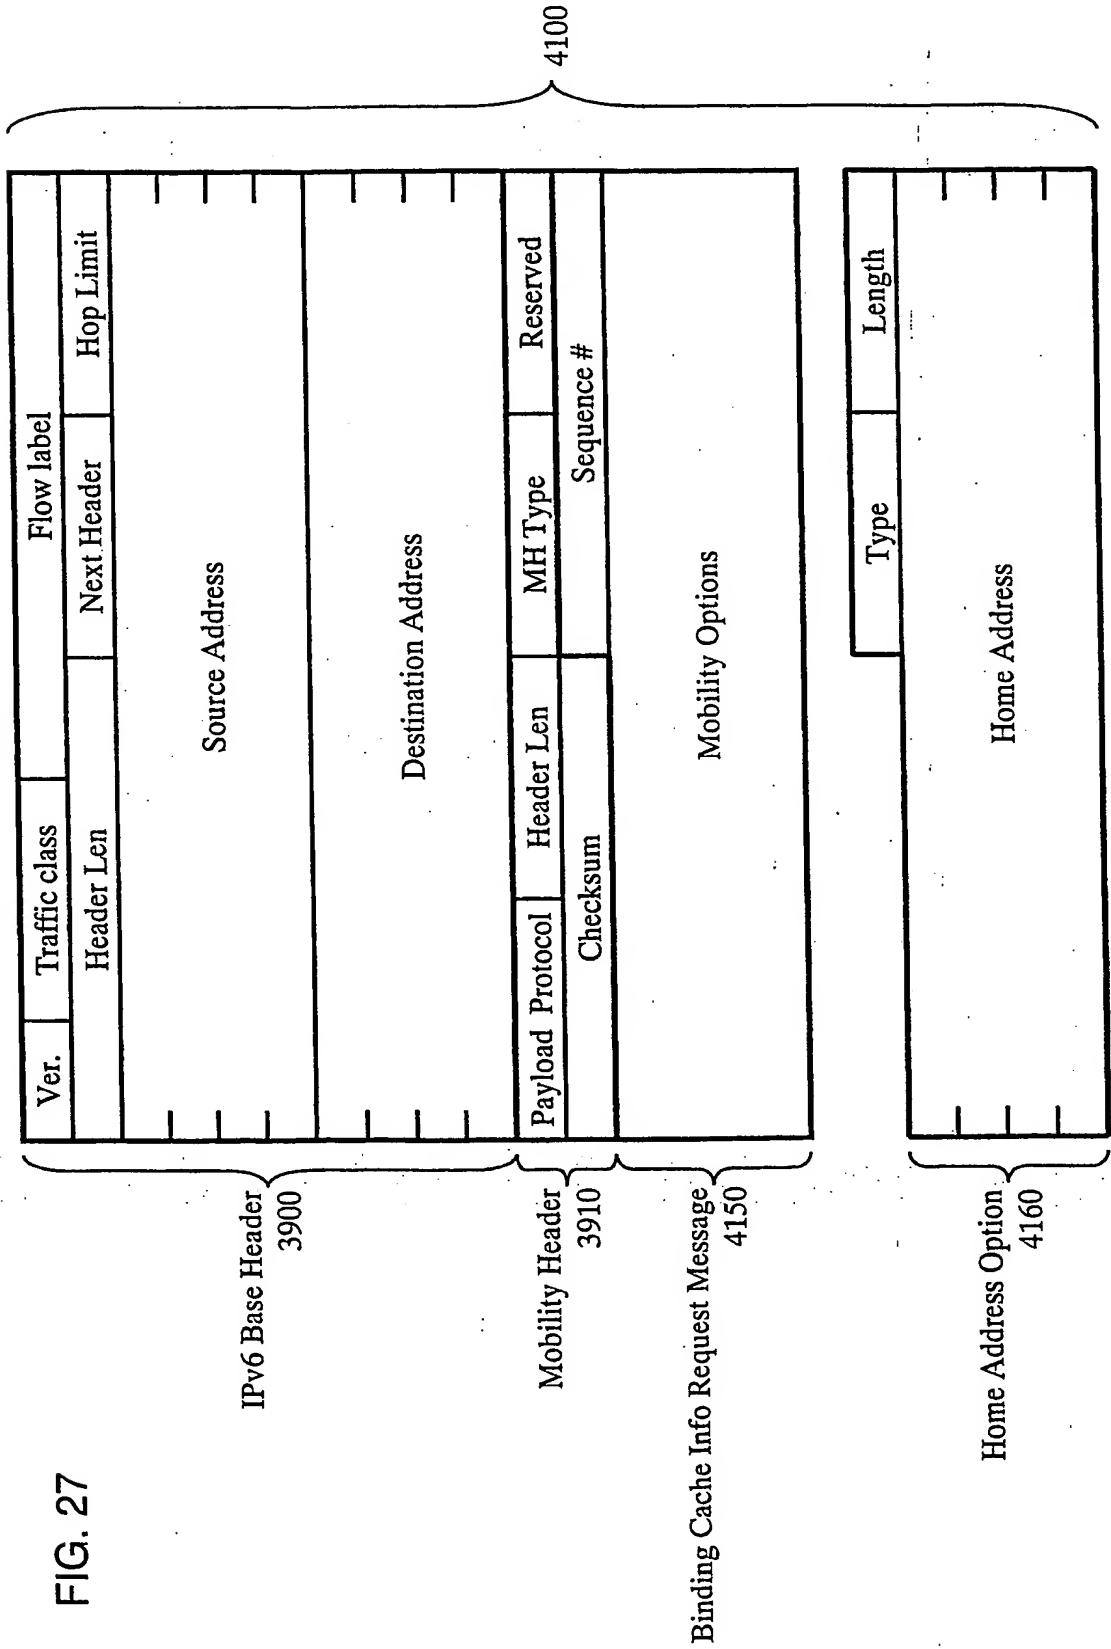 FIG. 27
Ver. Traffic class Flow label
Header Len Next Header Hop Limit
Source Address
IPv6 Base Header
3900
Destination Address
Payload Protocol Header Len MH Type Reserved
Mobility Header
3910
Checksum Sequence #
Mobility Options
Binding Cache Info Request Message
4150
Type Length
Home Address
Home Address Option
4160
4100